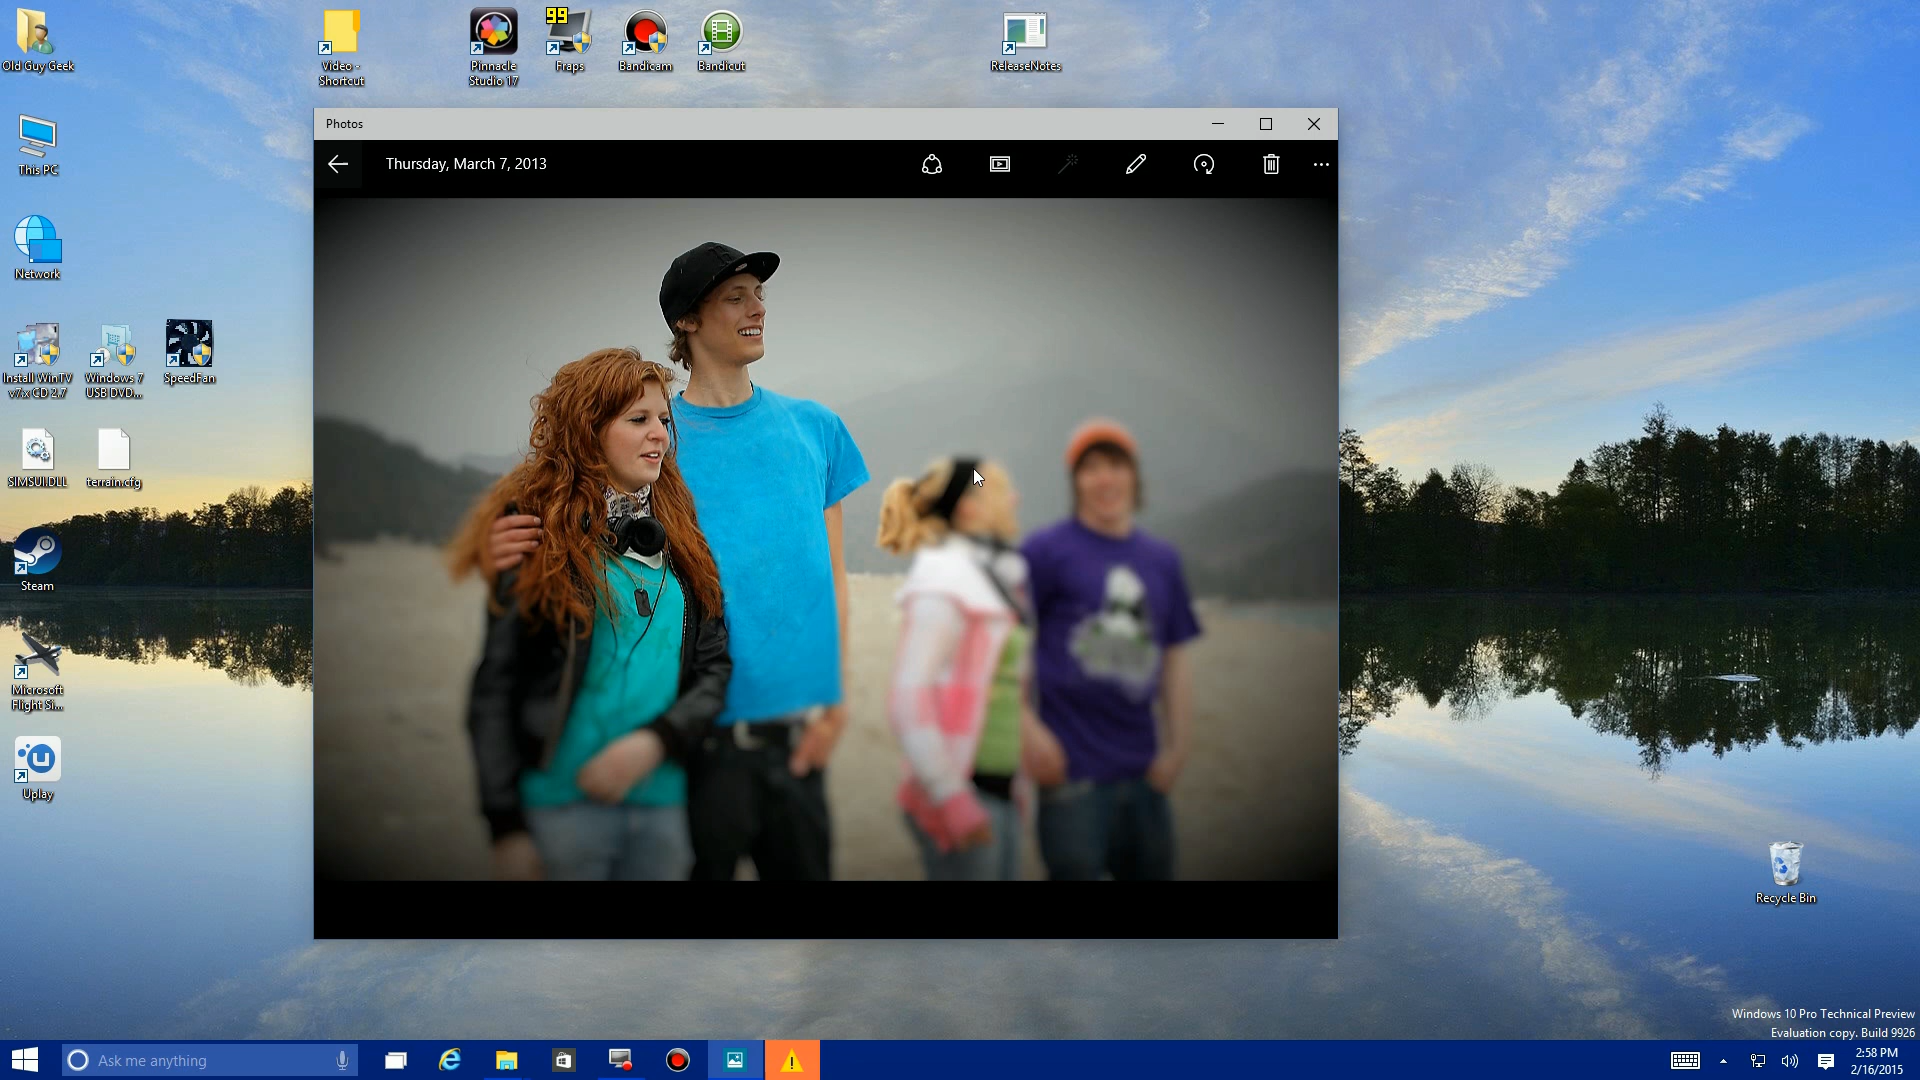 Old Guy Geek
Video -
Shortcut
Pinnacle
Studio 17
99
Fraps
Bandicam
Bandicut
ReleaseNotes
This PC
Network
Install WinTV
v7.x CD 2.7
Windows 7
USB DVD...
SpeedFan
SIMSUI.DLL
terrain.cfg
Steam
Microsoft
Flight Si...
Uplay
Photos
Thursday, March 7, 2013
Recycle Bin
Windows 10 Pro Technical Preview
Evaluation copy. Build 9926
Ask me anything
2:58 PM
2/16/2015